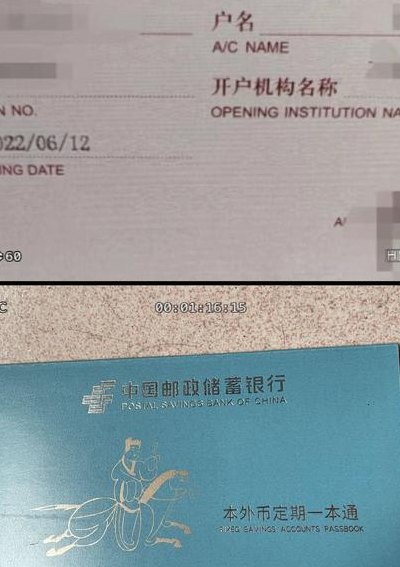 户名
A/C NAME
开户机构名称
N NO.
OPENING INSTITUTION NA
022/06/12
ING DATE
A/
60
H
C
00:01:16:15
中国邮政储蓄银行
POSTAL SAVINGS BANK OF CHINA
本外币定期一本通
FIXED SAVINGS ACCOUNTS PASSBOOK